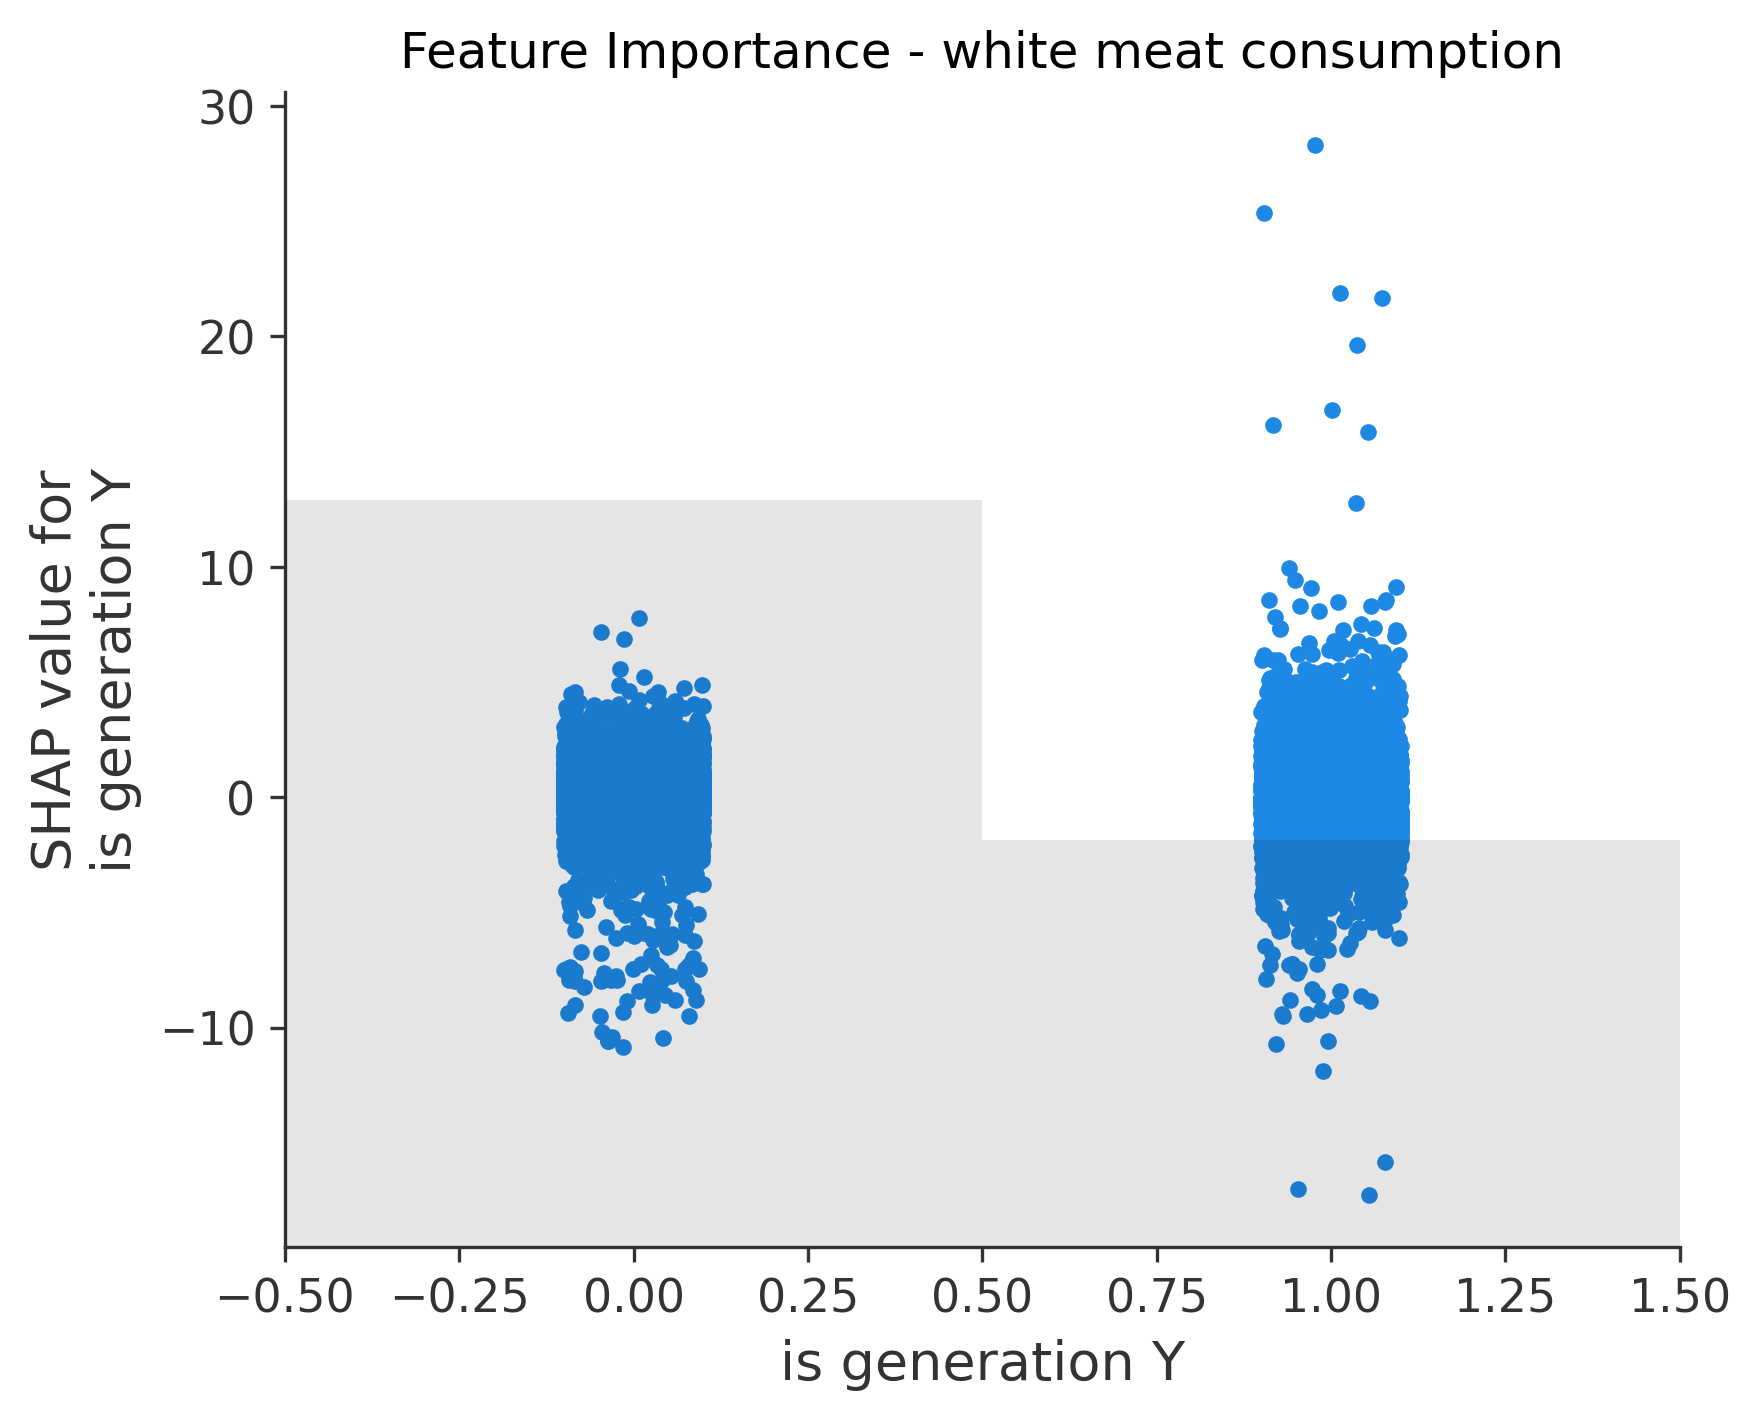 Feature Importance - white meat consumption
30
20
10
0
−10
SHAP value for
is generation Y
−0.50 −0.25 0.00 0.25 0.50 0.75 1.00 1.25 1.50
is generation Y